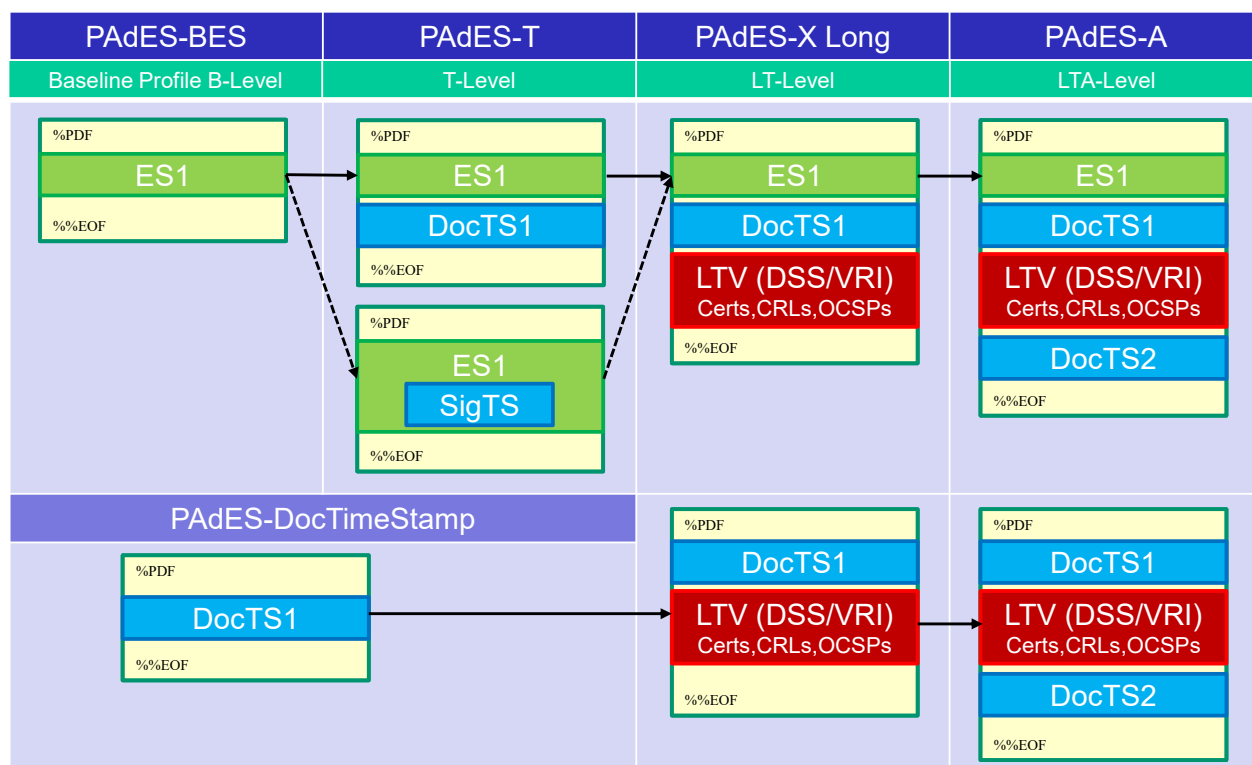 PAdES-BES
PAdES-T
PAdES-X Long
PAdES-A
Baseline Profile B-Level
T-Level
LT-Level
LTA-Level
%PDF
ES1
%%EOF
%PDF
ES1
DocTS1
%%EOF
%PDF
ES1
SigTS
%%EOF
%PDF
ES1
DocTS1
LTV (DSS/VRI)
Certs,CRLs,OCSPs
%%EOF
%PDF
ES1
DocTS1
LTV (DSS/VRI)
Certs,CRLs,OCSPs
DocTS2
%%EOF
PAdES-DocTimeStamp
%PDF
DocTS1
%%EOF
%PDF
DocTS1
LTV (DSS/VRI)
Certs,CRLs,OCSPs
%%EOF
%PDF
DocTS1
LTV (DSS/VRI)
Certs,CRLs,OCSPs
DocTS2
%%EOF